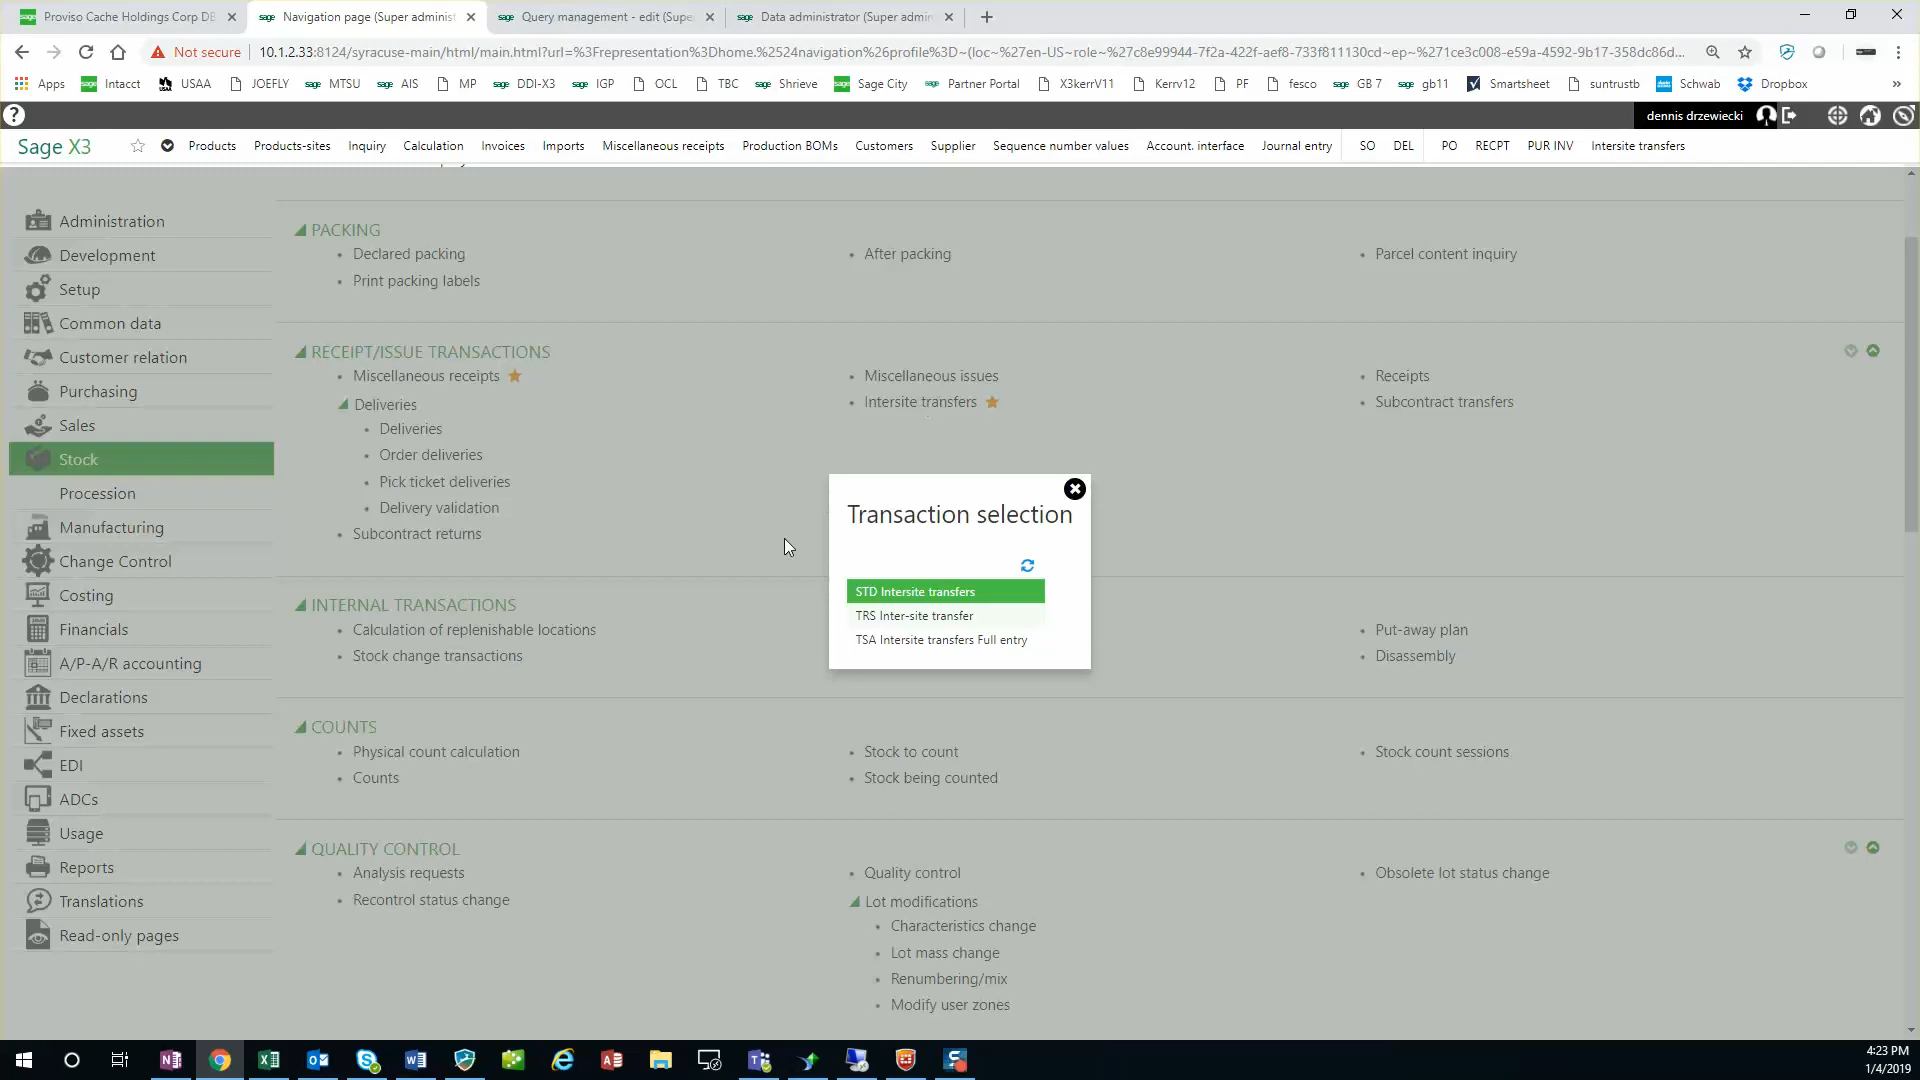 Proviso Cache Holdings Corp DB
Navigation page (Super administ
Query management - edit (Supe
Data administrator (Super admin
Not secure
10.1.2.33:8124/syracuse-main/html/main.html?url=%3Frepresentation%3Dhome.%2524navigation%26profile%3D~(loc~%27en-US~role~%27c8e99944-7f2a-422f-aef8-733f811130cd~ep~%271ce3c008-e59a-4592-9b17-358dc86d...
Apps
Intacct
USAA
JOEFLY
MTSU
AIS
MP
DDI-X3
IGP
OCL
TBC
Shrieve
Sage City
Partner Portal
X3kerrV11
Kerrv12
PF
fesco
GB 7
gb11
Smartsheet
suntrustb
Schwab
Dropbox
dennis drzewiecki
Sage X3
Products
Products-sites
Inquiry
Calculation
Invoices
Imports
Miscellaneous receipts
Production BOMs
Customers
Supplier
Sequence number values
Account. interface
Journal entry
SO
DEL
PO
RECPT
PUR INV
Intersite transfers
Administration
Development
Setup
Common data
Customer relation
Purchasing
Sales
Stock
Procession
Manufacturing
Change Control
Costing
Financials
A/P-A/R accounting
Declarations
Fixed assets
EDI
ADCs
Usage
Reports
Translations
Read-only pages
PACKING
Declared packing
After packing
Parcel content inquiry
Print packing labels
RECEIPT/ISSUE TRANSACTIONS
Miscellaneous receipts
Miscellaneous issues
Receipts
Deliveries
Intersite transfers
Subcontract transfers
Deliveries
Order deliveries
Pick ticket deliveries
Delivery validation
Subcontract returns
Transaction selection
STD Intersite transfers
TRS Inter-site transfer
TSA Intersite transfers Full entry
INTERNAL TRANSACTIONS
Calculation of replenishable locations
Put-away plan
Stock change transactions
Disassembly
COUNTS
Physical count calculation
Stock to count
Stock count sessions
Counts
Stock being counted
QUALITY CONTROL
Analysis requests
Quality control
Obsolete lot status change
Recontrol status change
Lot modifications
Characteristics change
Lot mass change
Renumbering/mix
Modify user zones
4:23 PM
1/4/2019